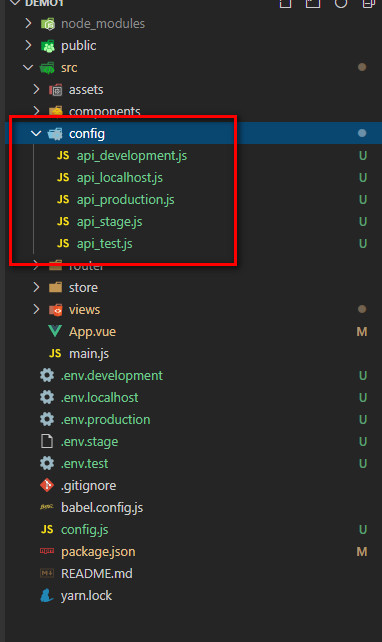 DEMO1
node_modules
public
src
assets
components
config
JS api_development.js U
JS api_localhost.js U
JS api_production.js U
JS api_stage.js U
JS api_test.js U
router
store
views
App.vue M
JS main.js
.env.development U
.env.localhost U
.env.production U
.env.stage U
.env.test U
.gitignore
babel.config.js
JS config.js U
package.json M
README.md
yarn.lock